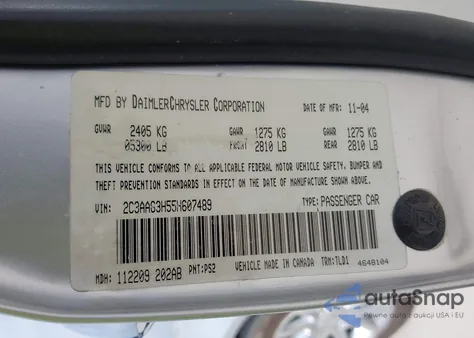 MFD BY DAIMLERCHRYSLER CORPORATION DATE OF MFR: 11-04
GVWR 2405 KG GAWR 1275 KG GAWR 1275 KG
05300 LB FRONT 2810 LB REAR 2810 LB
THIS VEHICLE CONFORMS TO ALL APPLICABLE FEDERAL MOTOR VEHICLE SAFETY, BUMPER AND
THEFT PREVENTION STANDARDS IN EFFECT ON THE DATE OF MANUFACTURE SHOWN ABOVE.
VIN: 2C3AA63H55H607489 TYPE: PASSENGER CAR
MDH: 112209 202AB PNT: PS2 VEHICLE MADE IN CANADA TRM: TLD1 4648104
autoSnap
Pewne auto z aukcji USA i EU